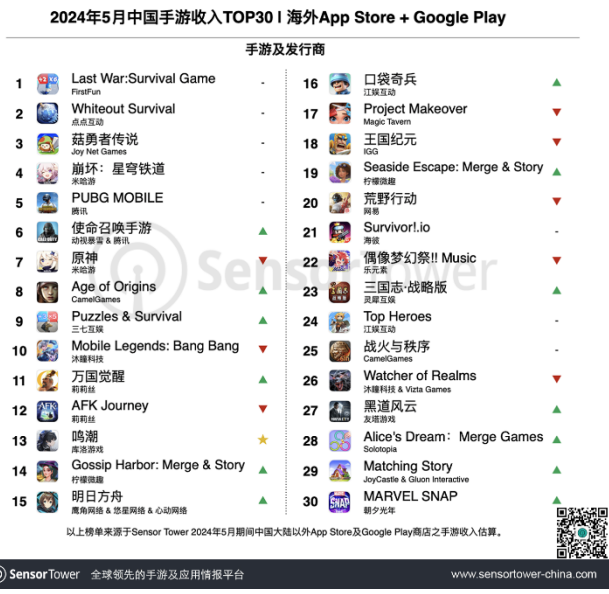 2024年5月中国手游收入TOP30 | 海外App Store + Google Play
手游及发行商
1 Last War:Survival Game -
FirstFun
2 Whiteout Survival -
点点互动
3 菇勇者传说 -
Joy Net Games
4 崩坏：星穹铁道 -
米哈游
5 PUBG MOBILE -
腾讯
6 使命召唤手游 ▲
动视暴雪 & 腾讯
7 原神 ▼
米哈游
8 Age of Origins ▲
CamelGames
9 Puzzles & Survival ▲
三七互娱
10 Mobile Legends: Bang Bang ▼
沐瞳科技
11 万国觉醒 ▲
莉莉丝
12 AFK Journey ▼
莉莉丝
13 鸣潮 ★
库洛游戏
14 Gossip Harbor: Merge & Story ▲
柠檬微趣
15 明日方舟 ▲
鹰角网络 & 悠星网络 & 心动网络
16 口袋奇兵 ▲
江娱互动
17 Project Makeover ▼
Magic Tavern
18 王国纪元 ▼
IGG
19 Seaside Escape: Merge & Story ▲
柠檬微趣
20 荒野行动 ▼
网易
21 Survivor!.io -
海彼
22 偶像梦幻祭!! Music ▼
乐元素
23 三国志·战略版 ▲
灵犀互娱
24 Top Heroes -
江娱互动
25 战火与秩序 -
CamelGames
26 Watcher of Realms ▼
沐瞳科技 & Vizta Games
27 黑道风云 ▲
友塔游戏
28 Alice's Dream：Merge Games ▲
Solotopia
29 Matching Story ▲
JoyCastle & Gluon Interactive
30 MARVEL SNAP ▲
朝夕光年
SensorTower
以上榜单来源于Sensor Tower 2024年5月期间中国大陆以外App Store及Google Play商店之手游收入估算。
SensorTower 全球领先的手游及应用情报平台
www.sensortower-china.com